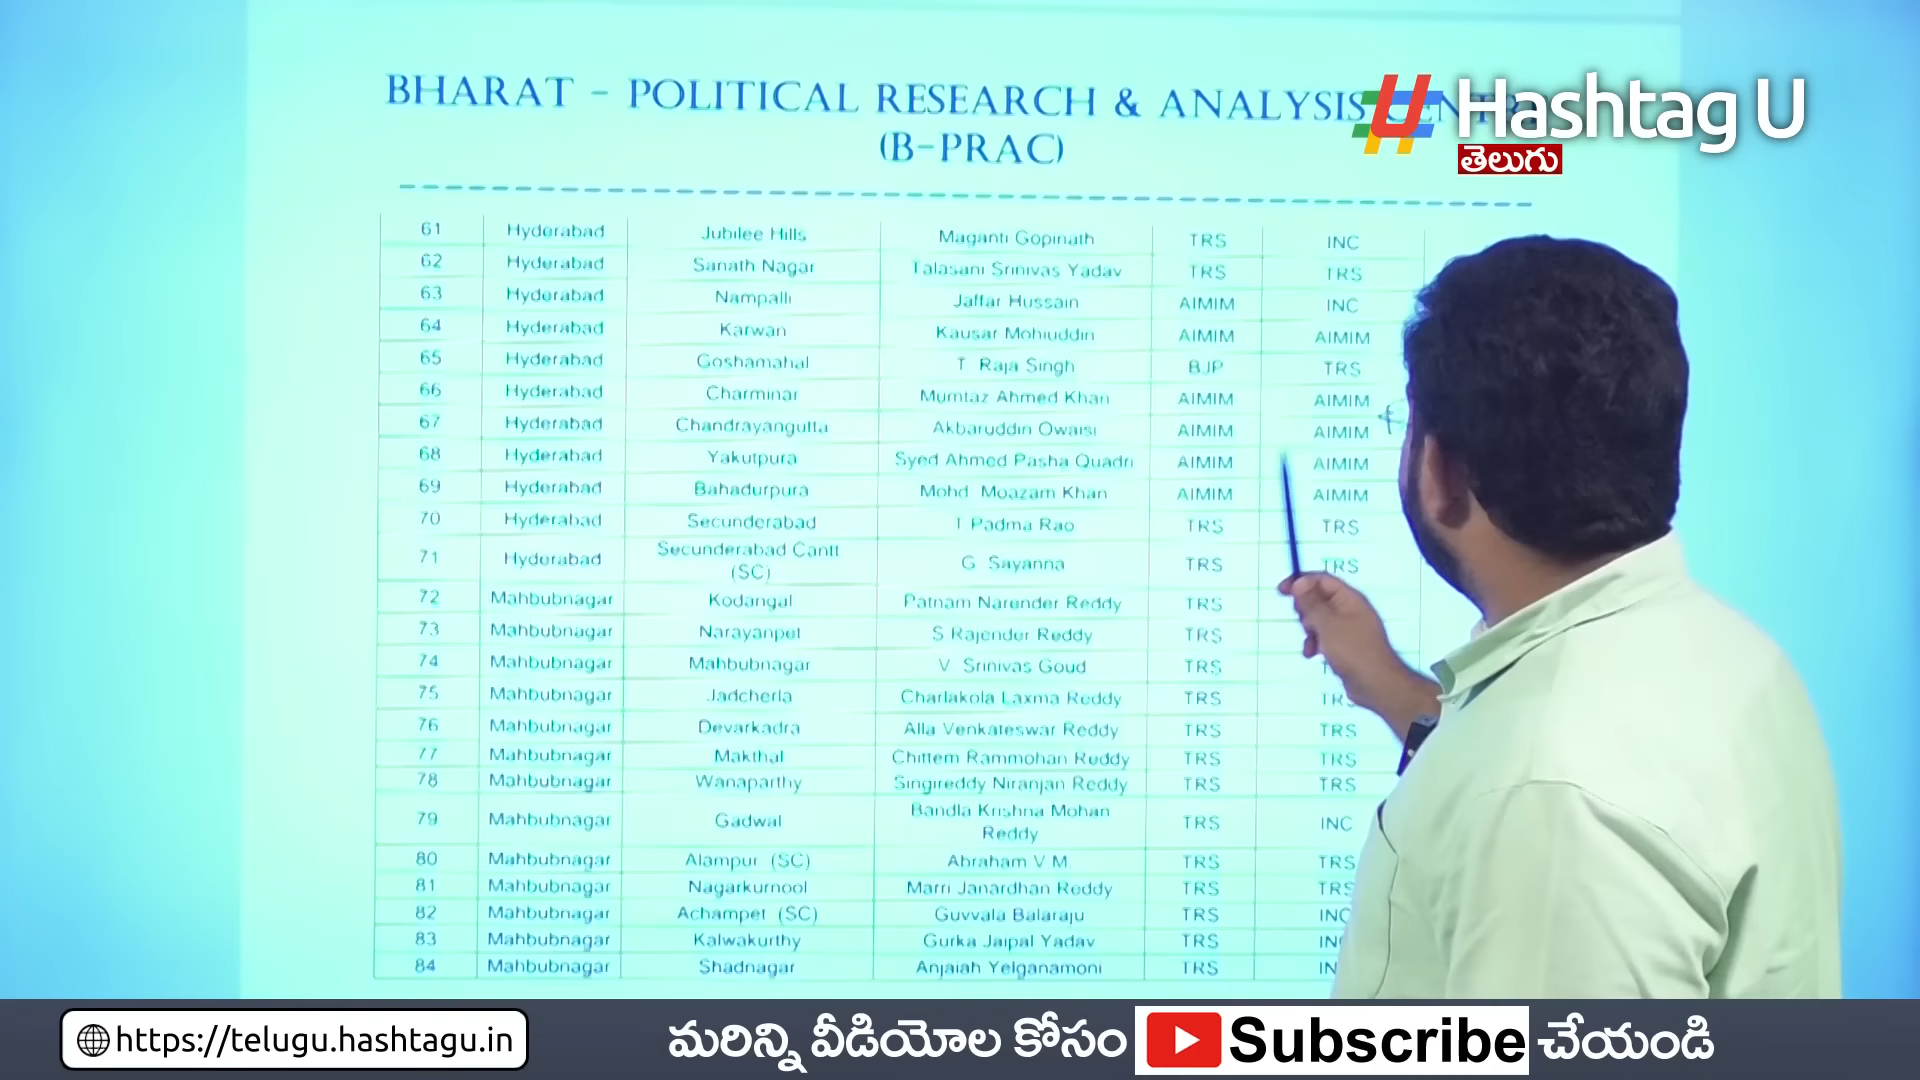 BHARAT - POLITICAL RESEARCH & ANALYSIS
(B-PRAC)
Hashtag U
తెలుగు
61 Hyderabad Jubilee Hills Maganti Gopinath TRS INC
62 Hyderabad Sanath Nagar Talasani Srinivas Yadav TRS TRS
63 Hyderabad Nampalli Jaffar Hussain AIMIM INC
64 Hyderabad Karwan Kausar Mohiuddin AIMIM AIMIM
65 Hyderabad Goshamahal T Raja Singh BJP TRS
66 Hyderabad Charminar Mumtaz Ahmed Khan AIMIM AIMIM
67 Hyderabad Chandrayangutta Akbaruddin Owaisi AIMIM AIMIM
68 Hyderabad Yakutpura Syed Ahmed Pasha Quadri AIMIM AIMIM
69 Hyderabad Bahadurpura Mohd Moazam Khan AIMIM AIMIM
70 Hyderabad Secunderabad T Padma Rao TRS TRS
71 Hyderabad Secunderabad Cantt (SC) G Sayanna TRS TRS
72 Mahbubnagar Kodangal Patnam Narender Reddy TRS
73 Mahbubnagar Narayanpet S Rajender Reddy TRS
74 Mahbubnagar Mahbubnagar V Srinivas Goud TRS
75 Mahbubnagar Jadcherla Charlakola Laxma Reddy TRS TRS
76 Mahbubnagar Devarkadra Alla Venkateswar Reddy TRS TRS
77 Mahbubnagar Makthal Chittem Rammohan Reddy TRS TRS
78 Mahbubnagar Wanaparthy Singireddy Niranjan Reddy TRS TRS
79 Mahbubnagar Gadwal Bandla Krishna Mohan Reddy TRS INC
80 Mahbubnagar Alampur (SC) Abraham V M TRS TRS
81 Mahbubnagar Nagarkurnool Marri Janardhan Reddy TRS TRS
82 Mahbubnagar Achampet (SC) Guvvala Balaraju TRS INC
83 Mahbubnagar Kalwakurthy Gurka Jaipal Yadav TRS
84 Mahbubnagar Shadnagar Anjaiah Yelganamoni TRS
https://telugu.hashtagu.in
మరిన్ని వీడియోల కోసం Subscribe చేయండి